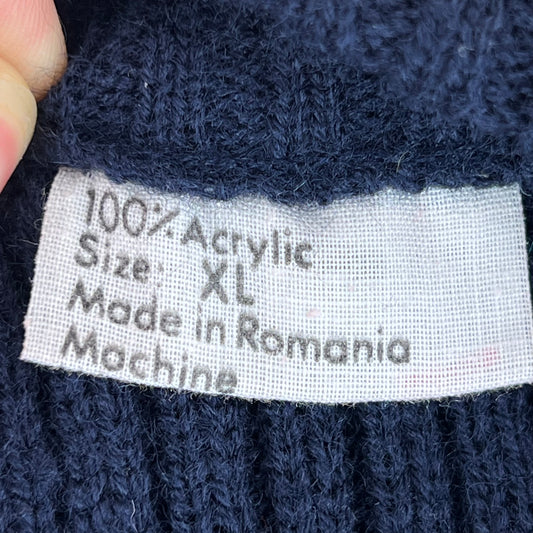 100% Acrylic
Size: XL
Made in Romania
Machine